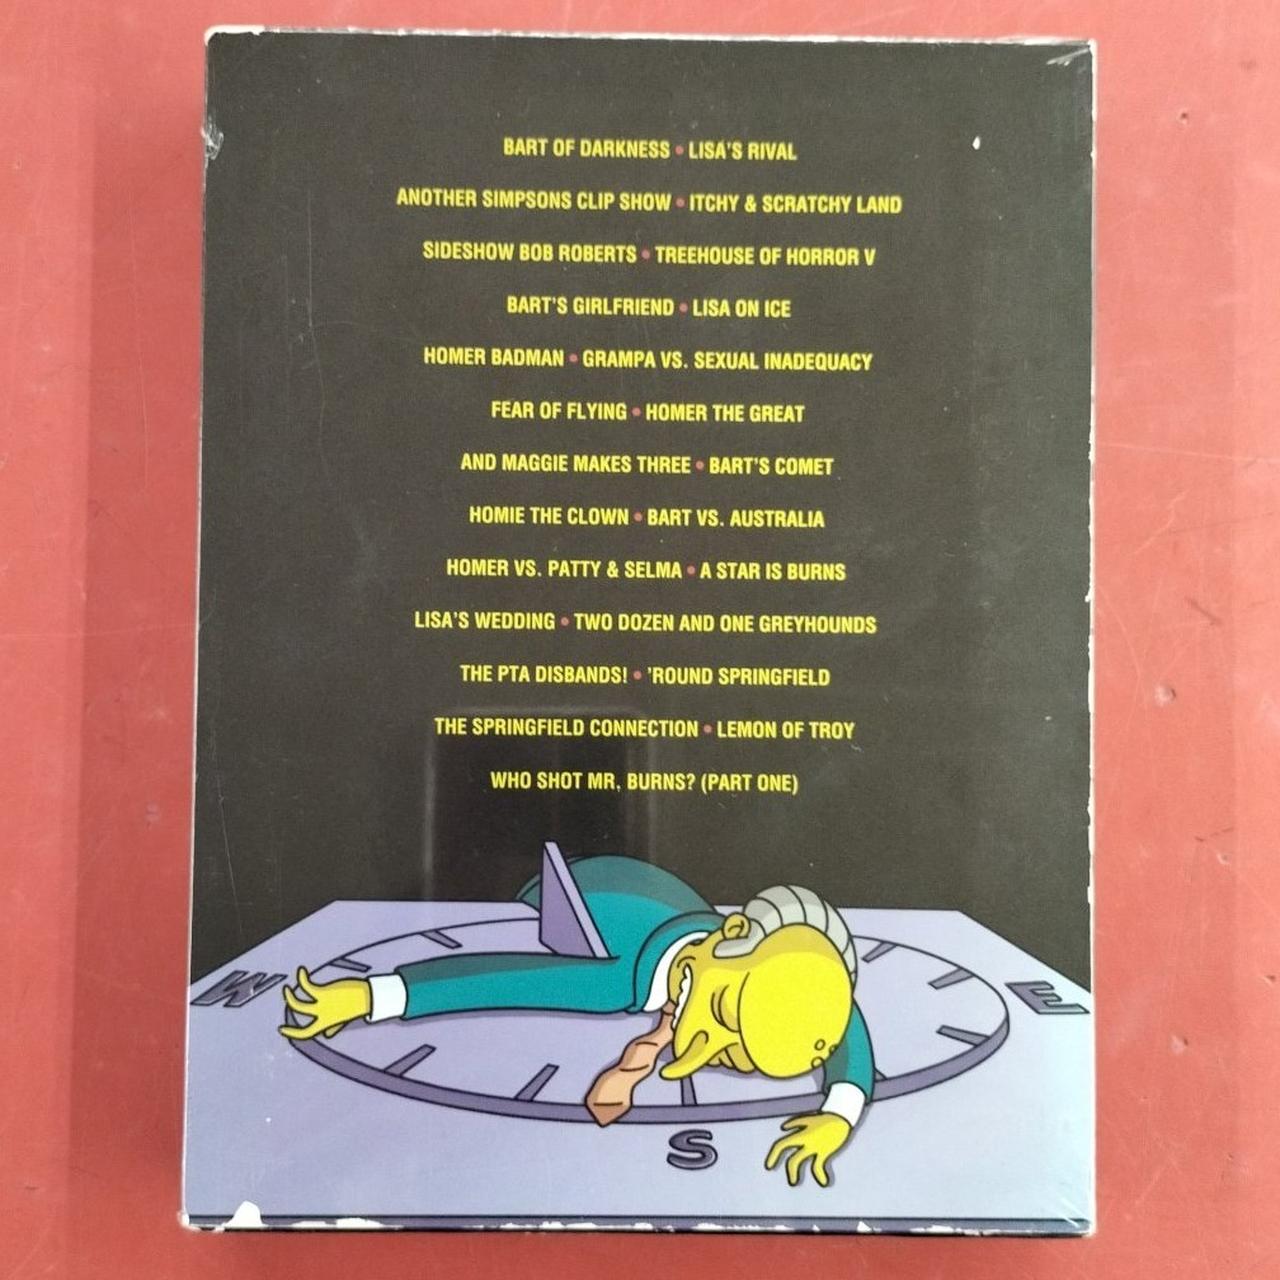 BART OF DARKNESS • LISA'S RIVAL
ANOTHER SIMPSONS CLIP SHOW • ITCHY & SCRATCHY LAND
SIDESHOW BOB ROBERTS • TREEHOUSE OF HORROR V
BART'S GIRLFRIEND • LISA ON ICE
HOMER BADMAN • GRAMPA VS. SEXUAL INADEQUACY
FEAR OF FLYING • HOMER THE GREAT
AND MAGGIE MAKES THREE • BART'S COMET
HOMIE THE CLOWN • BART VS. AUSTRALIA
HOMER VS. PATTY & SELMA • A STAR IS BURNS
LISA'S WEDDING • TWO DOZEN AND ONE GREYHOUNDS
THE PTA DISBANDS! • 'ROUND SPRINGFIELD
THE SPRINGFIELD CONNECTION • LEMON OF TROY
WHO SHOT MR. BURNS? (PART ONE)
W
E
S